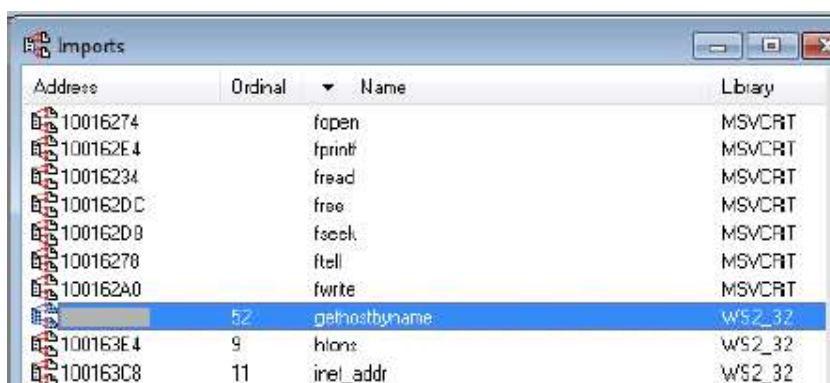 Imports
Address Ordinal Name Library
10016274 fopen MSVCRT
100162E4 fprintf MSVCRT
10016234 fread MSVCRT
100162DC free MSVCRT
fseek MSVCRT
10016278 ftell MSVCRT
100162A0 fwrite MSVCRT
52 gethostbyname WS2_32
100163E4 9 htons WS2_32
100163C8 11 inet_addr WS2_32